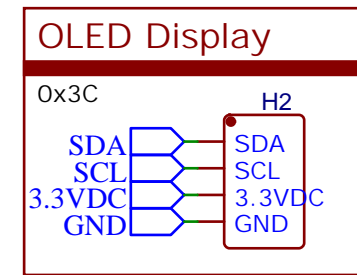 OLED Display
0x3C
H2
SDA SDA
SCL SCL
3.3VDC 3.3VDC
GND GND